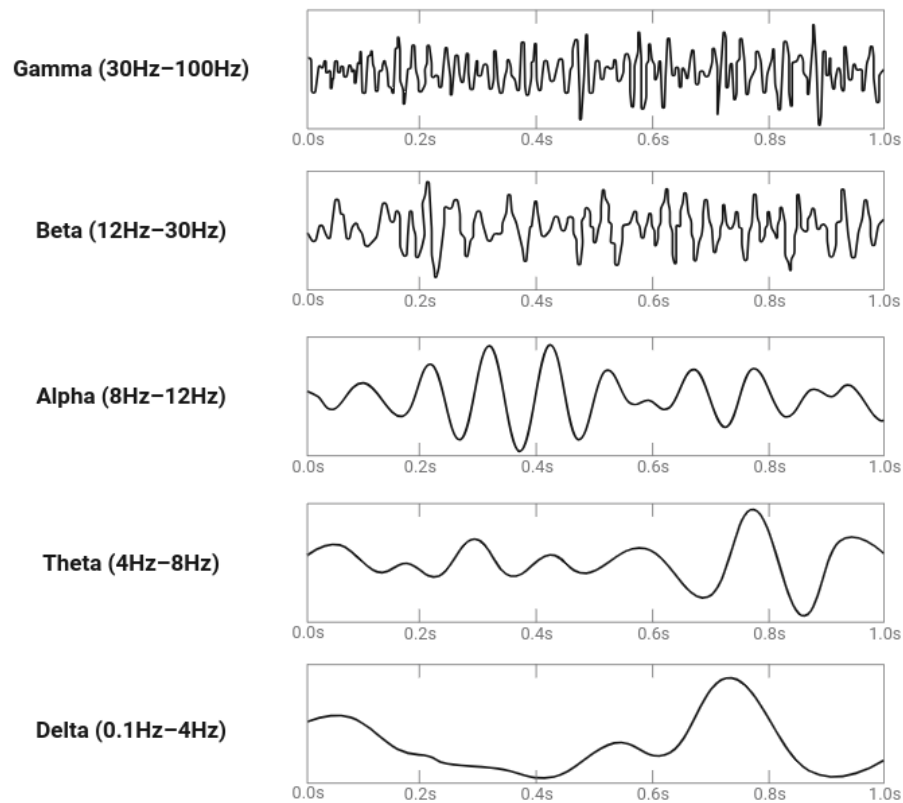 Gamma (30Hz–100Hz)
0.0s 0.2s 0.4s 0.6s 0.8s 1.0s
Beta (12Hz–30Hz)
0.0s 0.2s 0.4s 0.6s 0.8s 1.0s
Alpha (8Hz–12Hz)
0.0s 0.2s 0.4s 0.6s 0.8s 1.0s
Theta (4Hz–8Hz)
0.0s 0.2s 0.4s 0.6s 0.8s 1.0s
Delta (0.1Hz–4Hz)
0.0s 0.2s 0.4s 0.6s 0.8s 1.0s